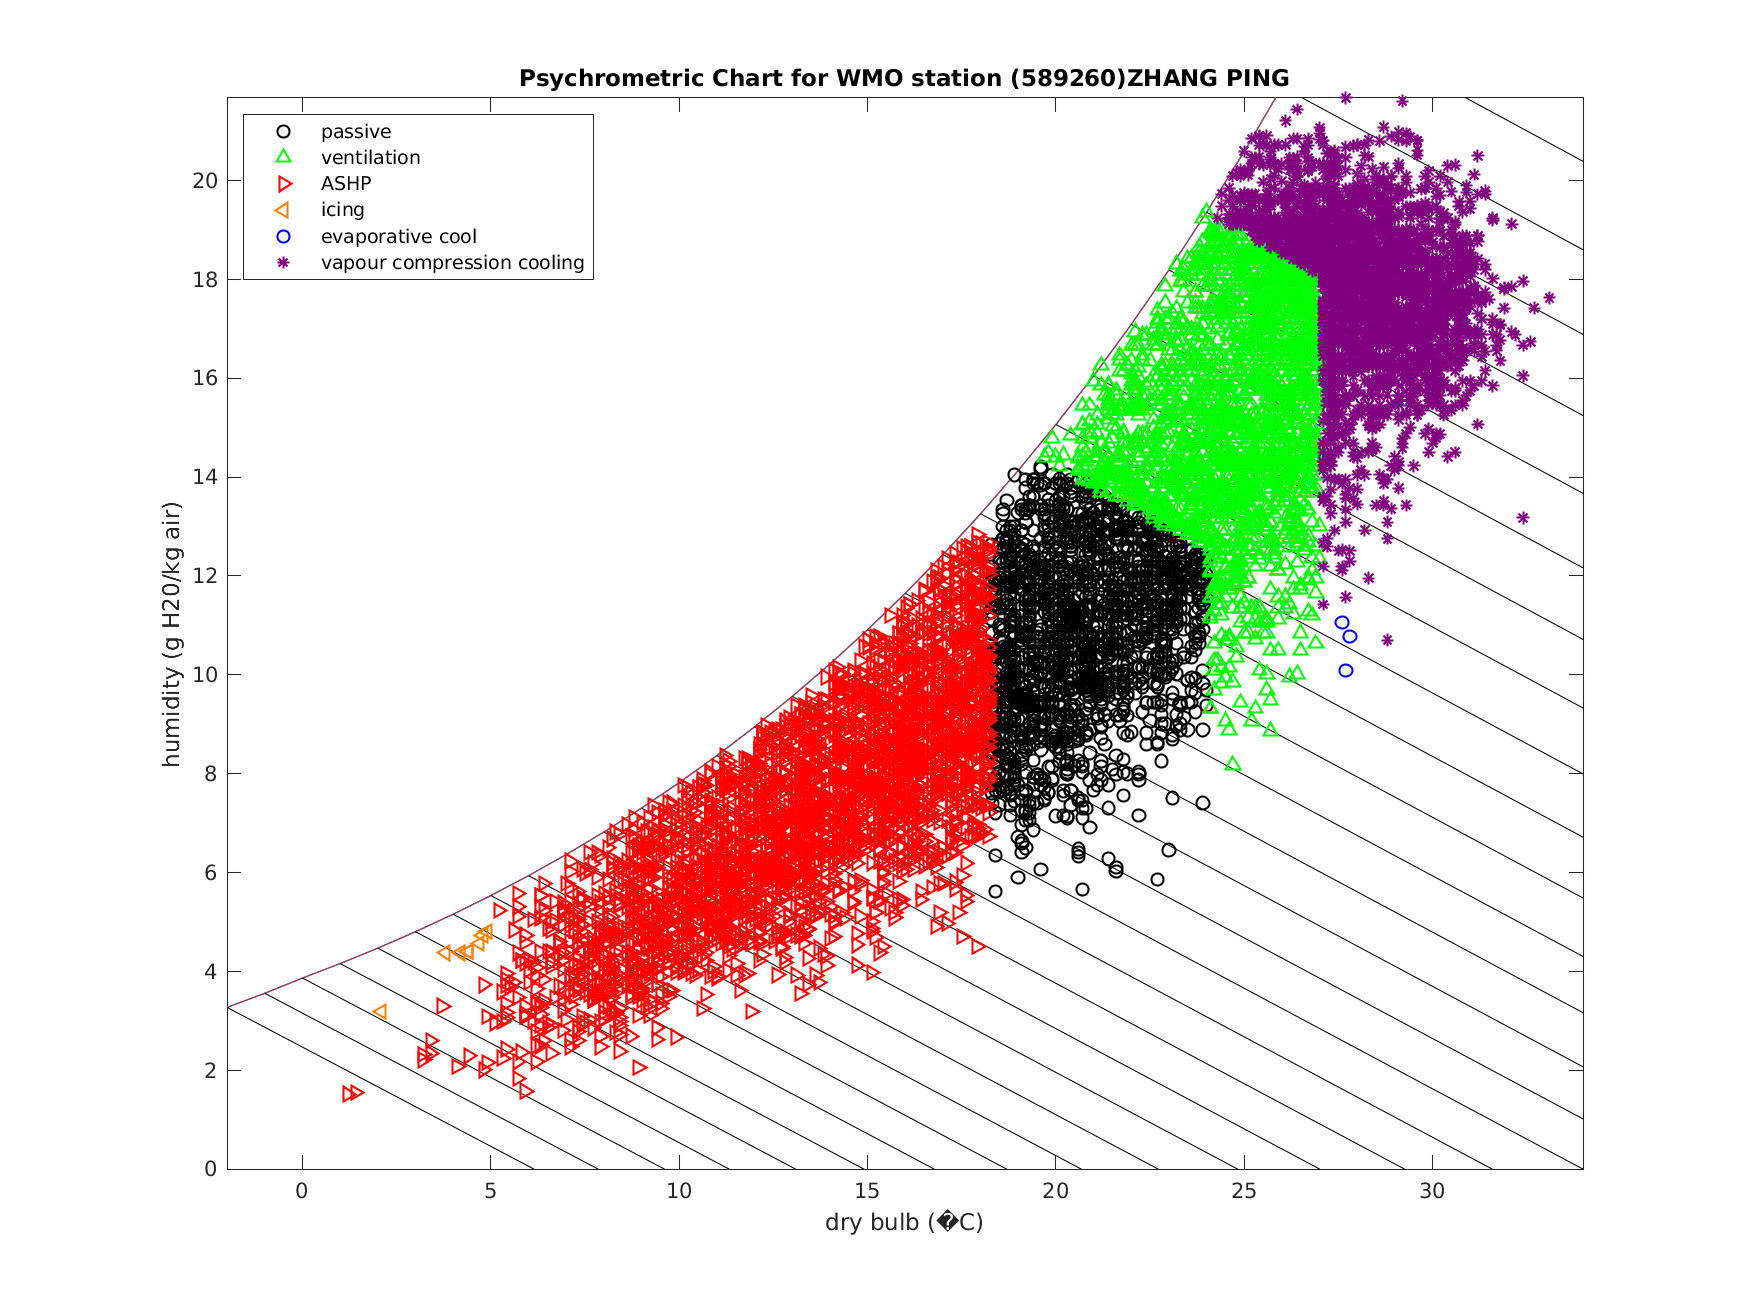 Psychrometric Chart for WMO station (589260)ZHANG PING
passive
ventilation
ASHP
icing
evaporative cool
vapour compression cooling
humidity (g H20/kg air)
20
18
16
14
12
10
8
6
4
2
0
0 5 10 15 20 25 30
dry bulb (�C)